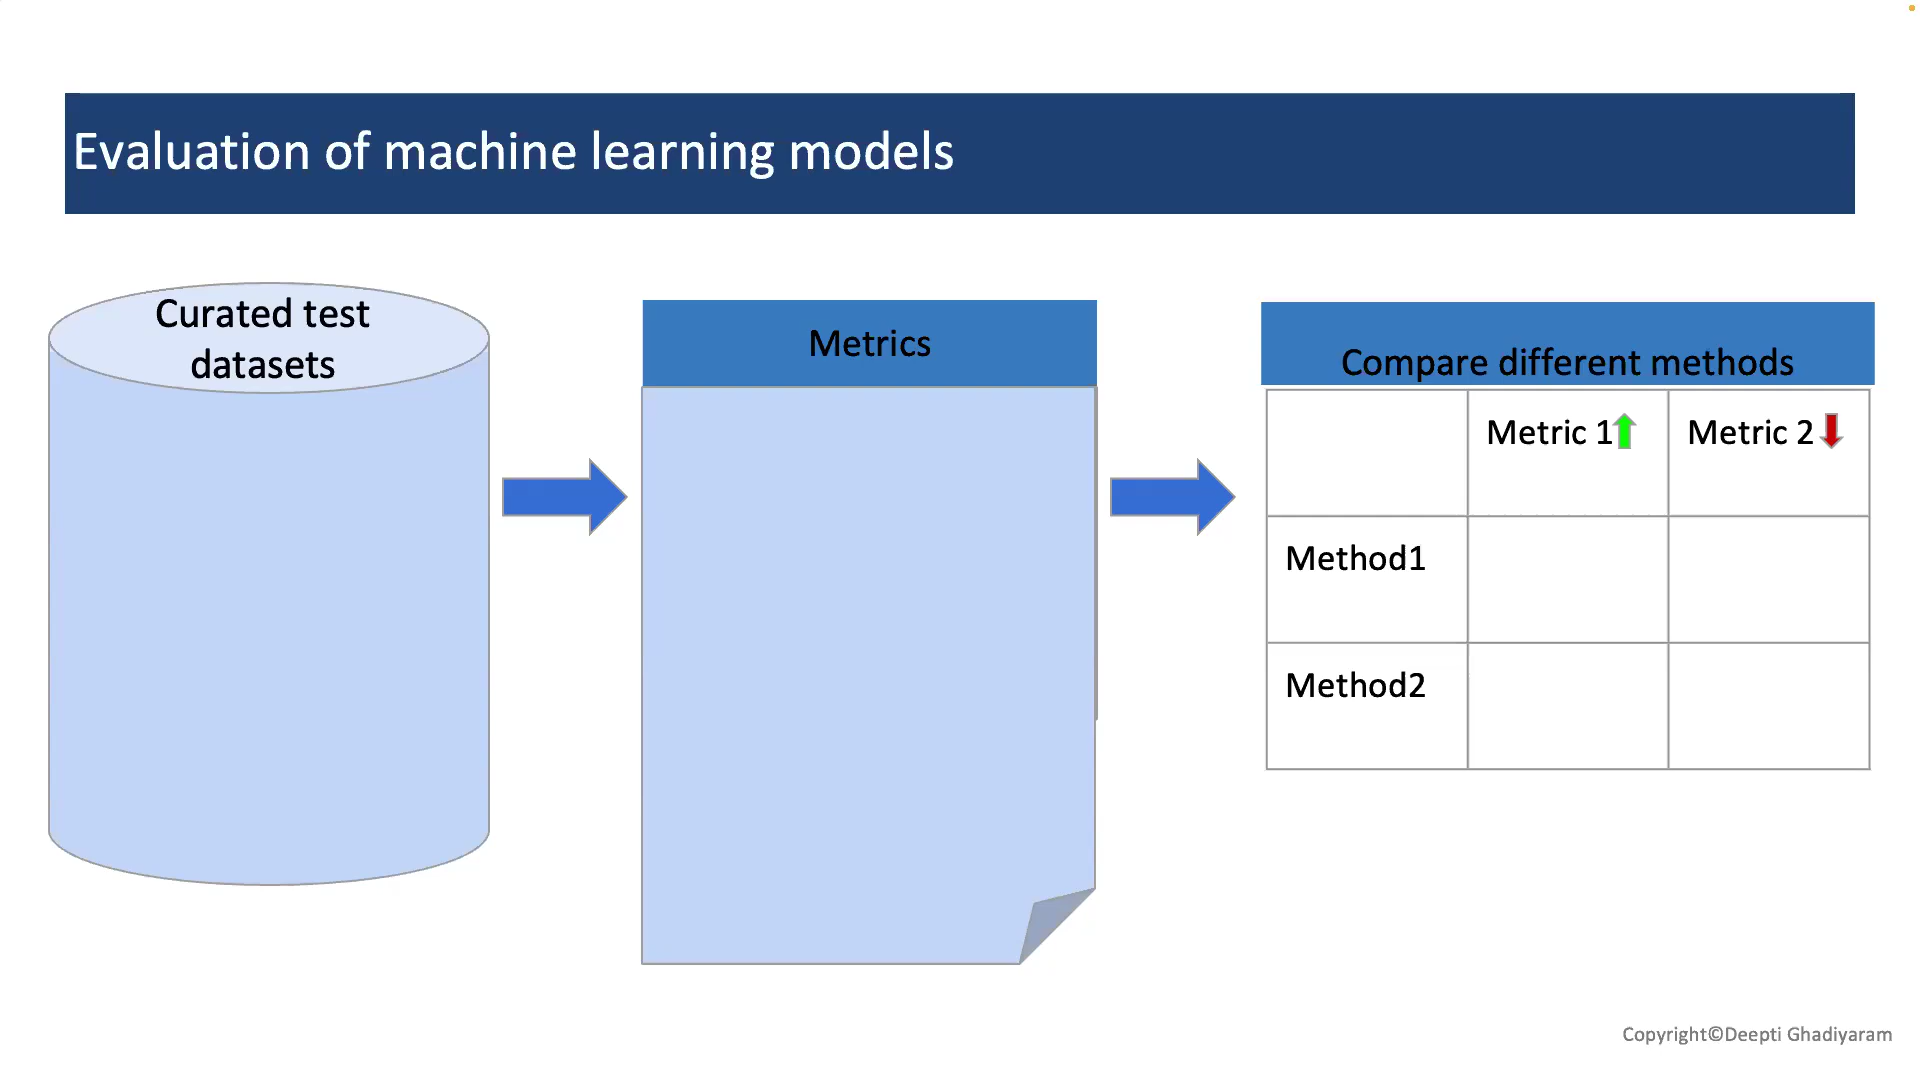 Evaluation of machine learning models
Curated test
datasets
Metrics
Compare different methods
Metric 1
Metric 2
Method1
Method2
Copyright©Deepti Ghadiyaram